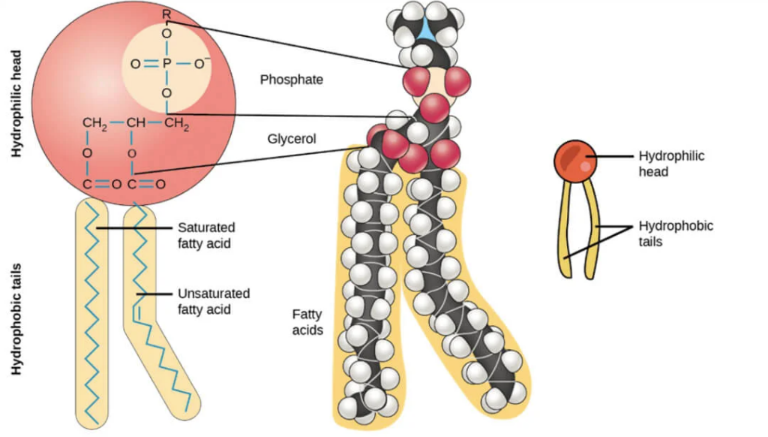 Hydrophilic head
R
O
O=P—O⁻
O
CH₂—CH—CH₂
O O
C=O C=O
Phosphate
Glycerol
Saturated
fatty acid
Unsaturated
fatty acid
Hydrophobic tails
Fatty
acids
Hydrophilic
head
Hydrophobic
tails